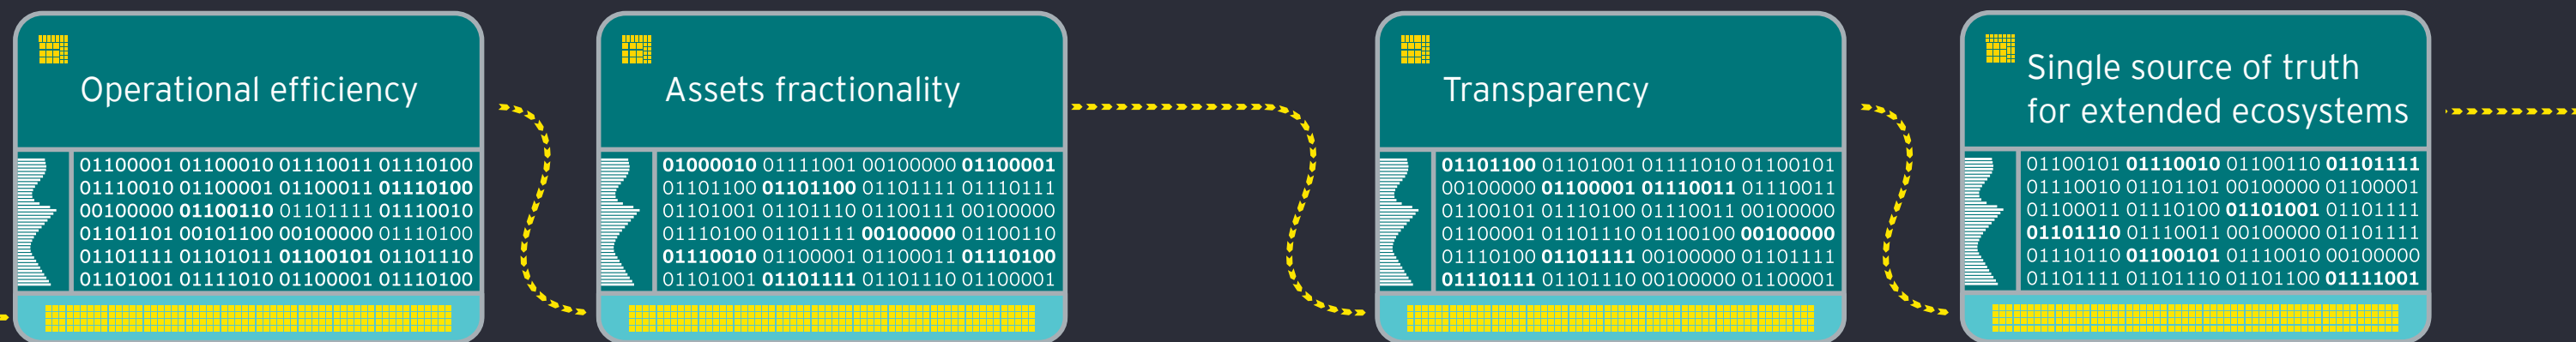 Operational efficiency
01100001 01100010 01110011 01110100
01110010 01100001 01100011 01110100
00100000 01100110 01101111 01110010
01101101 00101100 00100000 01110100
01101111 01101011 01100101 01101110
01101001 01111010 01100001 01110100
Assets fractionality
01000010 01111001 00100000 01100001
01101100 01101100 01101111 01110111
01101001 01101110 01100111 00100000
01110100 01101111 00100000 01100110
01110010 01100001 01100011 01110100
01101001 01101111 01101110 01100001
Transparency
01101100 01101001 01111010 01100101
00100000 01100001 01110011 01110011
01100101 01110100 01110011 00100000
01100001 01101110 01100100 00100000
01110100 01101111 00100000 01101111
01110111 01101110 00100000 01100001
Single source of truth
for extended ecosystems
01100101 01110010 01100110 01101111
01110010 01101101 00100000 01100001
01100011 01110100 01101001 01101111
01101110 01110011 00100000 01101111
01110110 01100101 01110010 00100000
01101111 01101110 01101100 01111001